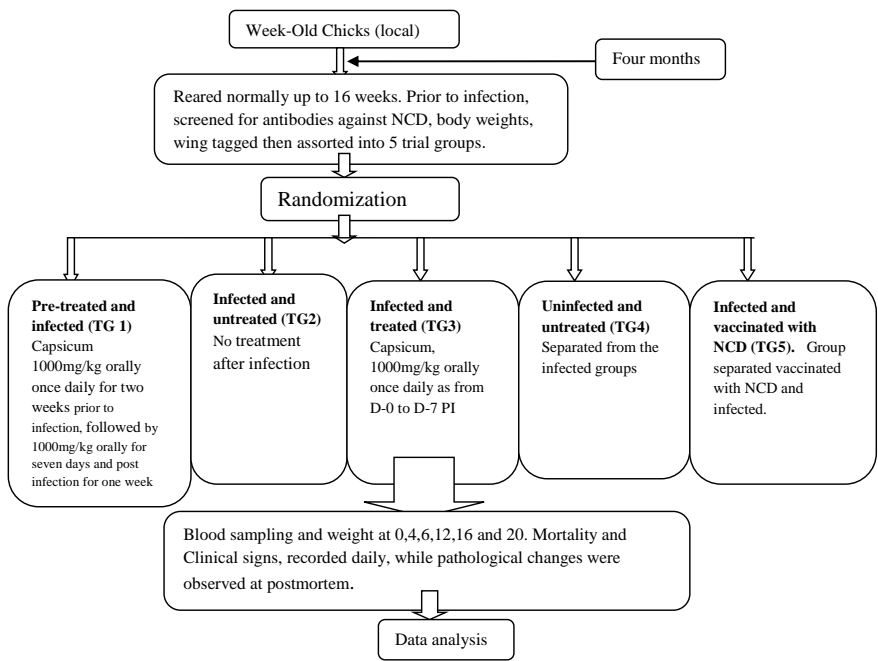 Week-Old Chicks (local)
Four months
Reared normally up to 16 weeks. Prior to infection,
screened for antibodies against NCD, body weights,
wing tagged then assorted into 5 trial groups.
Randomization
Pre-treated and
infected (TG 1)
Capsicum
1000mg/kg orally
once daily for two
weeks prior to
infection, followed by
1000mg/kg orally for
seven days and post
infection for one week
Infected and
untreated (TG2)
No treatment
after infection
Infected and
treated (TG3)
Capsicum,
1000mg/kg orally
once daily as from
D-0 to D-7 PI
Uninfected and
untreated (TG4)
Separated from the
infected groups
Infected and
vaccinated with
NCD (TG5). Group
separated vaccinated
with NCD and
infected.
Blood sampling and weight at 0,4,6,12,16 and 20. Mortality and
Clinical signs, recorded daily, while pathological changes were
observed at postmortem.
Data analysis